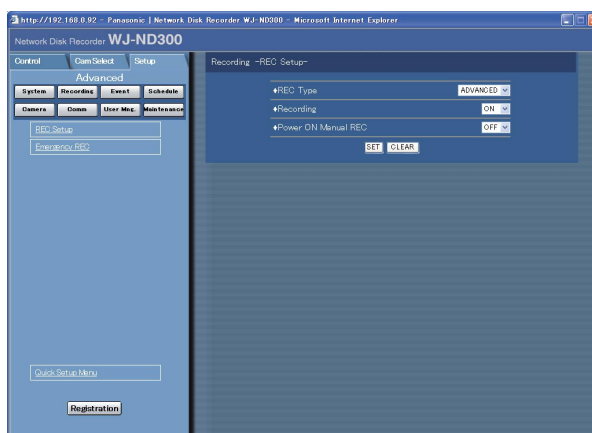 http://192.168.0.92 - Panasonic | Network Disk Recorder WJ-ND300 - Microsoft Internet Explorer
Network Disk Recorder WJ-ND300
Control Cam Select Setup
Advanced
System Recording Event Schedule
Camera Comm User Mng. Maintenance
REC Setup
Emergency REC
Quick Setup Menu
Registration
Recording -REC Setup-
♦REC Type ADVANCED
♦Recording ON
♦Power ON Manual REC OFF
SET CLEAR